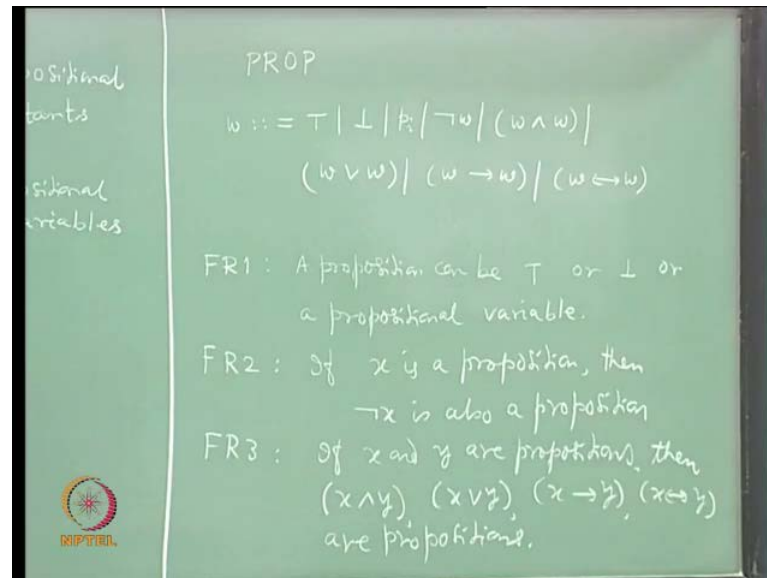 ositional
tants
sitional
riables
PROP
w ::= ⊤ | ⊥ | pᵢ | ¬w | (w ∧ w) |
(w ∨ w) | (w → w) | (w ↔ w)
FR1 : A proposition can be ⊤ or ⊥ or
a propositional variable.
FR2 : If x is a proposition, then
¬x is also a proposition
FR3 : If x and y are propositions, then
(x ∧ y), (x ∨ y), (x → y), (x ↔ y)
are propositions.
NPTEL